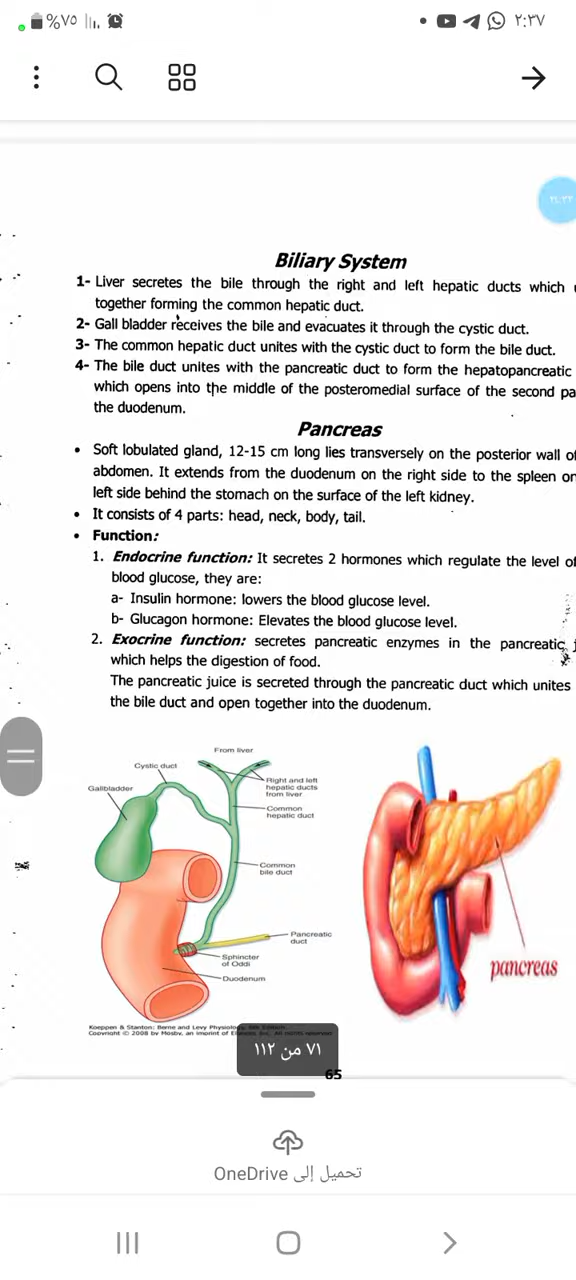 %٧٥
٢:٣٧
٢٤:٢٢
Biliary System
1- Liver secretes the bile through the right and left hepatic ducts which
together forming the common hepatic duct.
2- Gall bladder receives the bile and evacuates it through the cystic duct.
3- The common hepatic duct unites with the cystic duct to form the bile duct.
4- The bile duct unites with the pancreatic duct to form the hepatopancreatic
which opens into the middle of the posteromedial surface of the second pa
the duodenum.
Pancreas
• Soft lobulated gland, 12-15 cm long lies transversely on the posterior wall of
abdomen. It extends from the duodenum on the right side to the spleen on
left side behind the stomach on the surface of the left kidney.
• It consists of 4 parts: head, neck, body, tail.
• Function:
1. Endocrine function: It secretes 2 hormones which regulate the level of
blood glucose, they are:
a- Insulin hormone: lowers the blood glucose level.
b- Glucagon hormone: Elevates the blood glucose level.
2. Exocrine function: secretes pancreatic enzymes in the pancreatic j
which helps the digestion of food.
The pancreatic juice is secreted through the pancreatic duct which unites
the bile duct and open together into the duodenum.
From liver
Cystic duct
Gallbladder
Right and left
hepatic ducts
from liver
Common
hepatic duct
Common
bile duct
Pancreatic
duct
Sphincter
of Oddi
Duodenum
pancreas
Koeppen & Stanton: Berne and Levy Physiology, 6th Edition.
Copyright © 2008 by Mosby, an imprint of Elsevier, Inc. All rights reserved
٧١ من ١١٢
65
تحميل إلى OneDrive